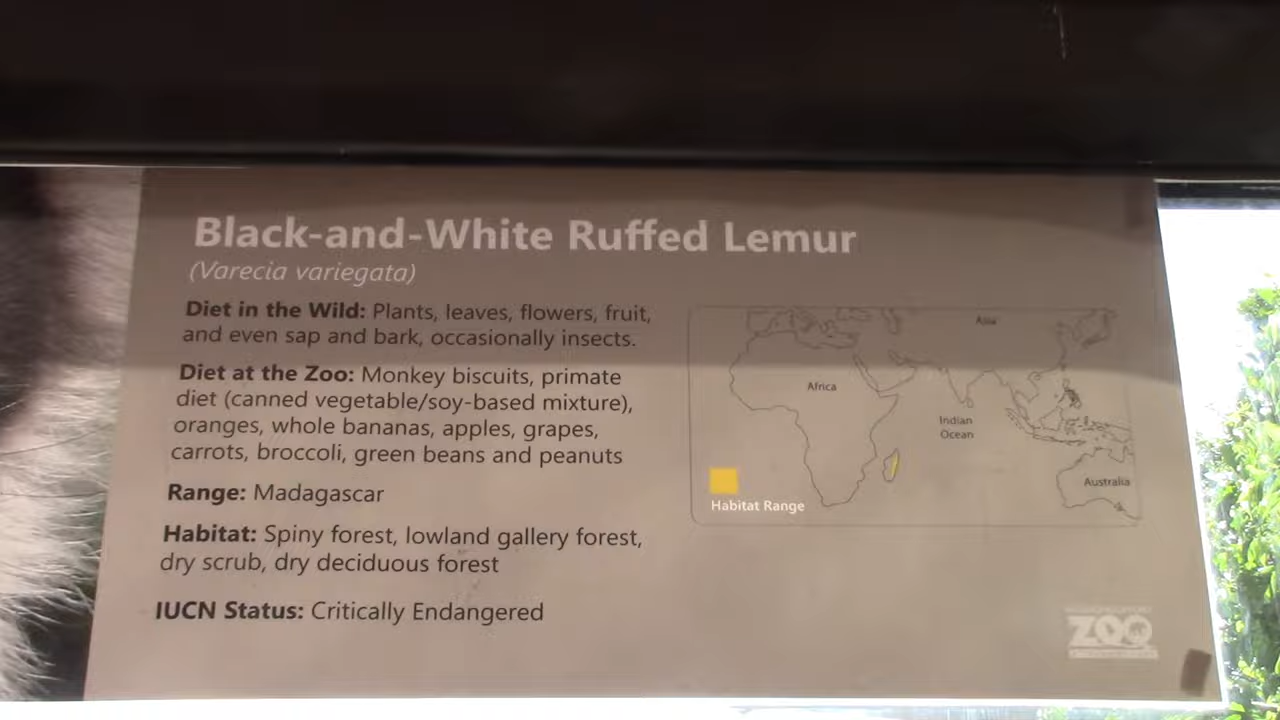 Black-and-White Ruffed Lemur
(Varecia variegata)
Diet in the Wild: Plants, leaves, flowers, fruit,
and even sap and bark, occasionally insects.
Diet at the Zoo: Monkey biscuits, primate
diet (canned vegetable/soy-based mixture),
oranges, whole bananas, apples, grapes,
carrots, broccoli, green beans and peanuts
Range: Madagascar
Habitat: Spiny forest, lowland gallery forest,
dry scrub, dry deciduous forest
IUCN Status: Critically Endangered
Asia
Africa
Indian
Ocean
Australia
Habitat Range
ZOO